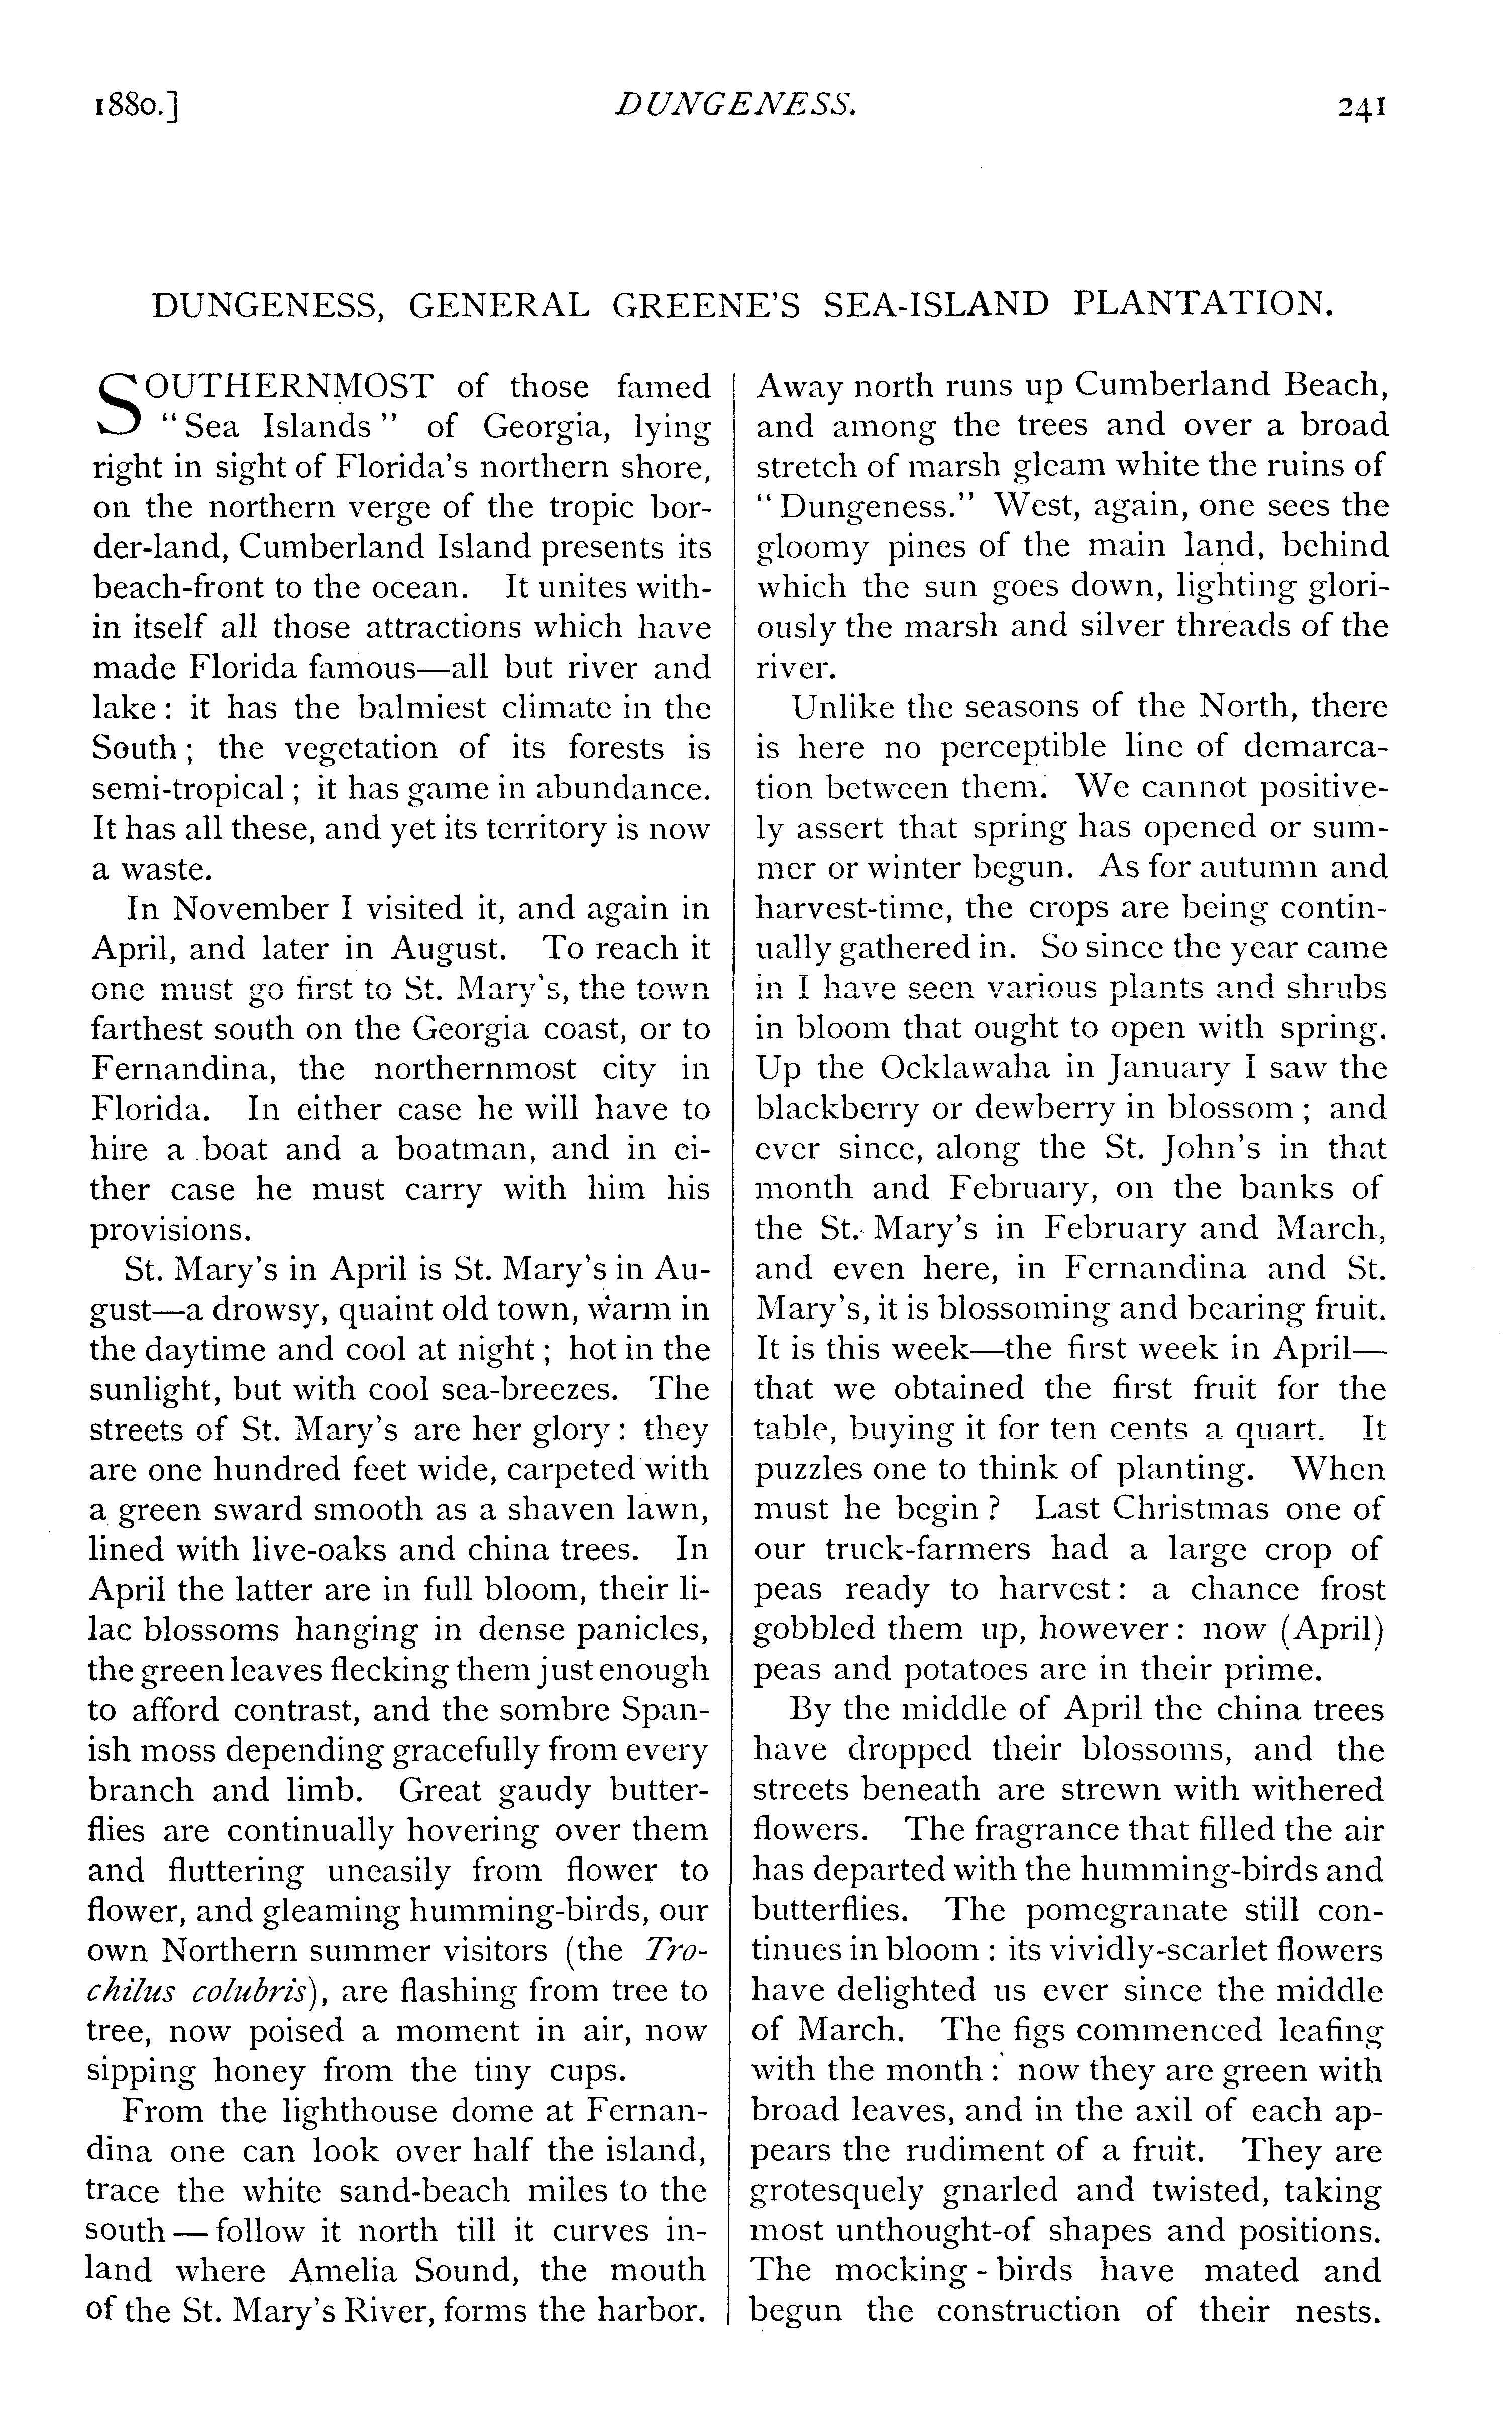 1880.] DUNGENESS. 241
DUNGENESS, GENERAL GREENE'S SEA-ISLAND PLANTATION.
SOUTHERNMOST of those famed
"Sea Islands" of Georgia, lying
right in sight of Florida's northern shore,
on the northern verge of the tropic bor-
der-land, Cumberland Island presents its
beach-front to the ocean. It unites with-
in itself all those attractions which have
made Florida famous—all but river and
lake: it has the balmiest climate in the
South; the vegetation of its forests is
semi-tropical; it has game in abundance.
It has all these, and yet its territory is now
a waste.
In November I visited it, and again in
April, and later in August. To reach it
one must go first to St. Mary's, the town
farthest south on the Georgia coast, or to
Fernandina, the northernmost city in
Florida. In either case he will have to
hire a boat and a boatman, and in ei-
ther case he must carry with him his
provisions.
St. Mary's in April is St. Mary's in Au-
gust—a drowsy, quaint old town, warm in
the daytime and cool at night; hot in the
sunlight, but with cool sea-breezes. The
streets of St. Mary's are her glory: they
are one hundred feet wide, carpeted with
a green sward smooth as a shaven lawn,
lined with live-oaks and china trees. In
April the latter are in full bloom, their li-
lac blossoms hanging in dense panicles,
the green leaves flecking them just enough
to afford contrast, and the sombre Span-
ish moss depending gracefully from every
branch and limb. Great gaudy butter-
flies are continually hovering over them
and fluttering uneasily from flower to
flower, and gleaming humming-birds, our
own Northern summer visitors (the Tro-
chilus colubris), are flashing from tree to
tree, now poised a moment in air, now
sipping honey from the tiny cups.
From the lighthouse dome at Fernan-
dina one can look over half the island,
trace the white sand-beach miles to the
south—follow it north till it curves in-
land where Amelia Sound, the mouth
of the St. Mary's River, forms the harbor.
Away north runs up Cumberland Beach,
and among the trees and over a broad
stretch of marsh gleam white the ruins of
"Dungeness." West, again, one sees the
gloomy pines of the main land, behind
which the sun goes down, lighting glori-
ously the marsh and silver threads of the
river.
Unlike the seasons of the North, there
is here no perceptible line of demarca-
tion between them. We cannot positive-
ly assert that spring has opened or sum-
mer or winter begun. As for autumn and
harvest-time, the crops are being contin-
ually gathered in. So since the year came
in I have seen various plants and shrubs
in bloom that ought to open with spring.
Up the Ocklawaha in January I saw the
blackberry or dewberry in blossom; and
ever since, along the St. John's in that
month and February, on the banks of
the St. Mary's in February and March,
and even here, in Fernandina and St.
Mary's, it is blossoming and bearing fruit.
It is this week—the first week in April—
that we obtained the first fruit for the
table, buying it for ten cents a quart. It
puzzles one to think of planting. When
must he begin? Last Christmas one of
our truck-farmers had a large crop of
peas ready to harvest: a chance frost
gobbled them up, however: now (April)
peas and potatoes are in their prime.
By the middle of April the china trees
have dropped their blossoms, and the
streets beneath are strewn with withered
flowers. The fragrance that filled the air
has departed with the humming-birds and
butterflies. The pomegranate still con-
tinues in bloom: its vividly-scarlet flowers
have delighted us ever since the middle
of March. The figs commenced leafing
with the month: now they are green with
broad leaves, and in the axil of each ap-
pears the rudiment of a fruit. They are
grotesquely gnarled and twisted, taking
most unthought-of shapes and positions.
The mocking-birds have mated and
begun the construction of their nests.